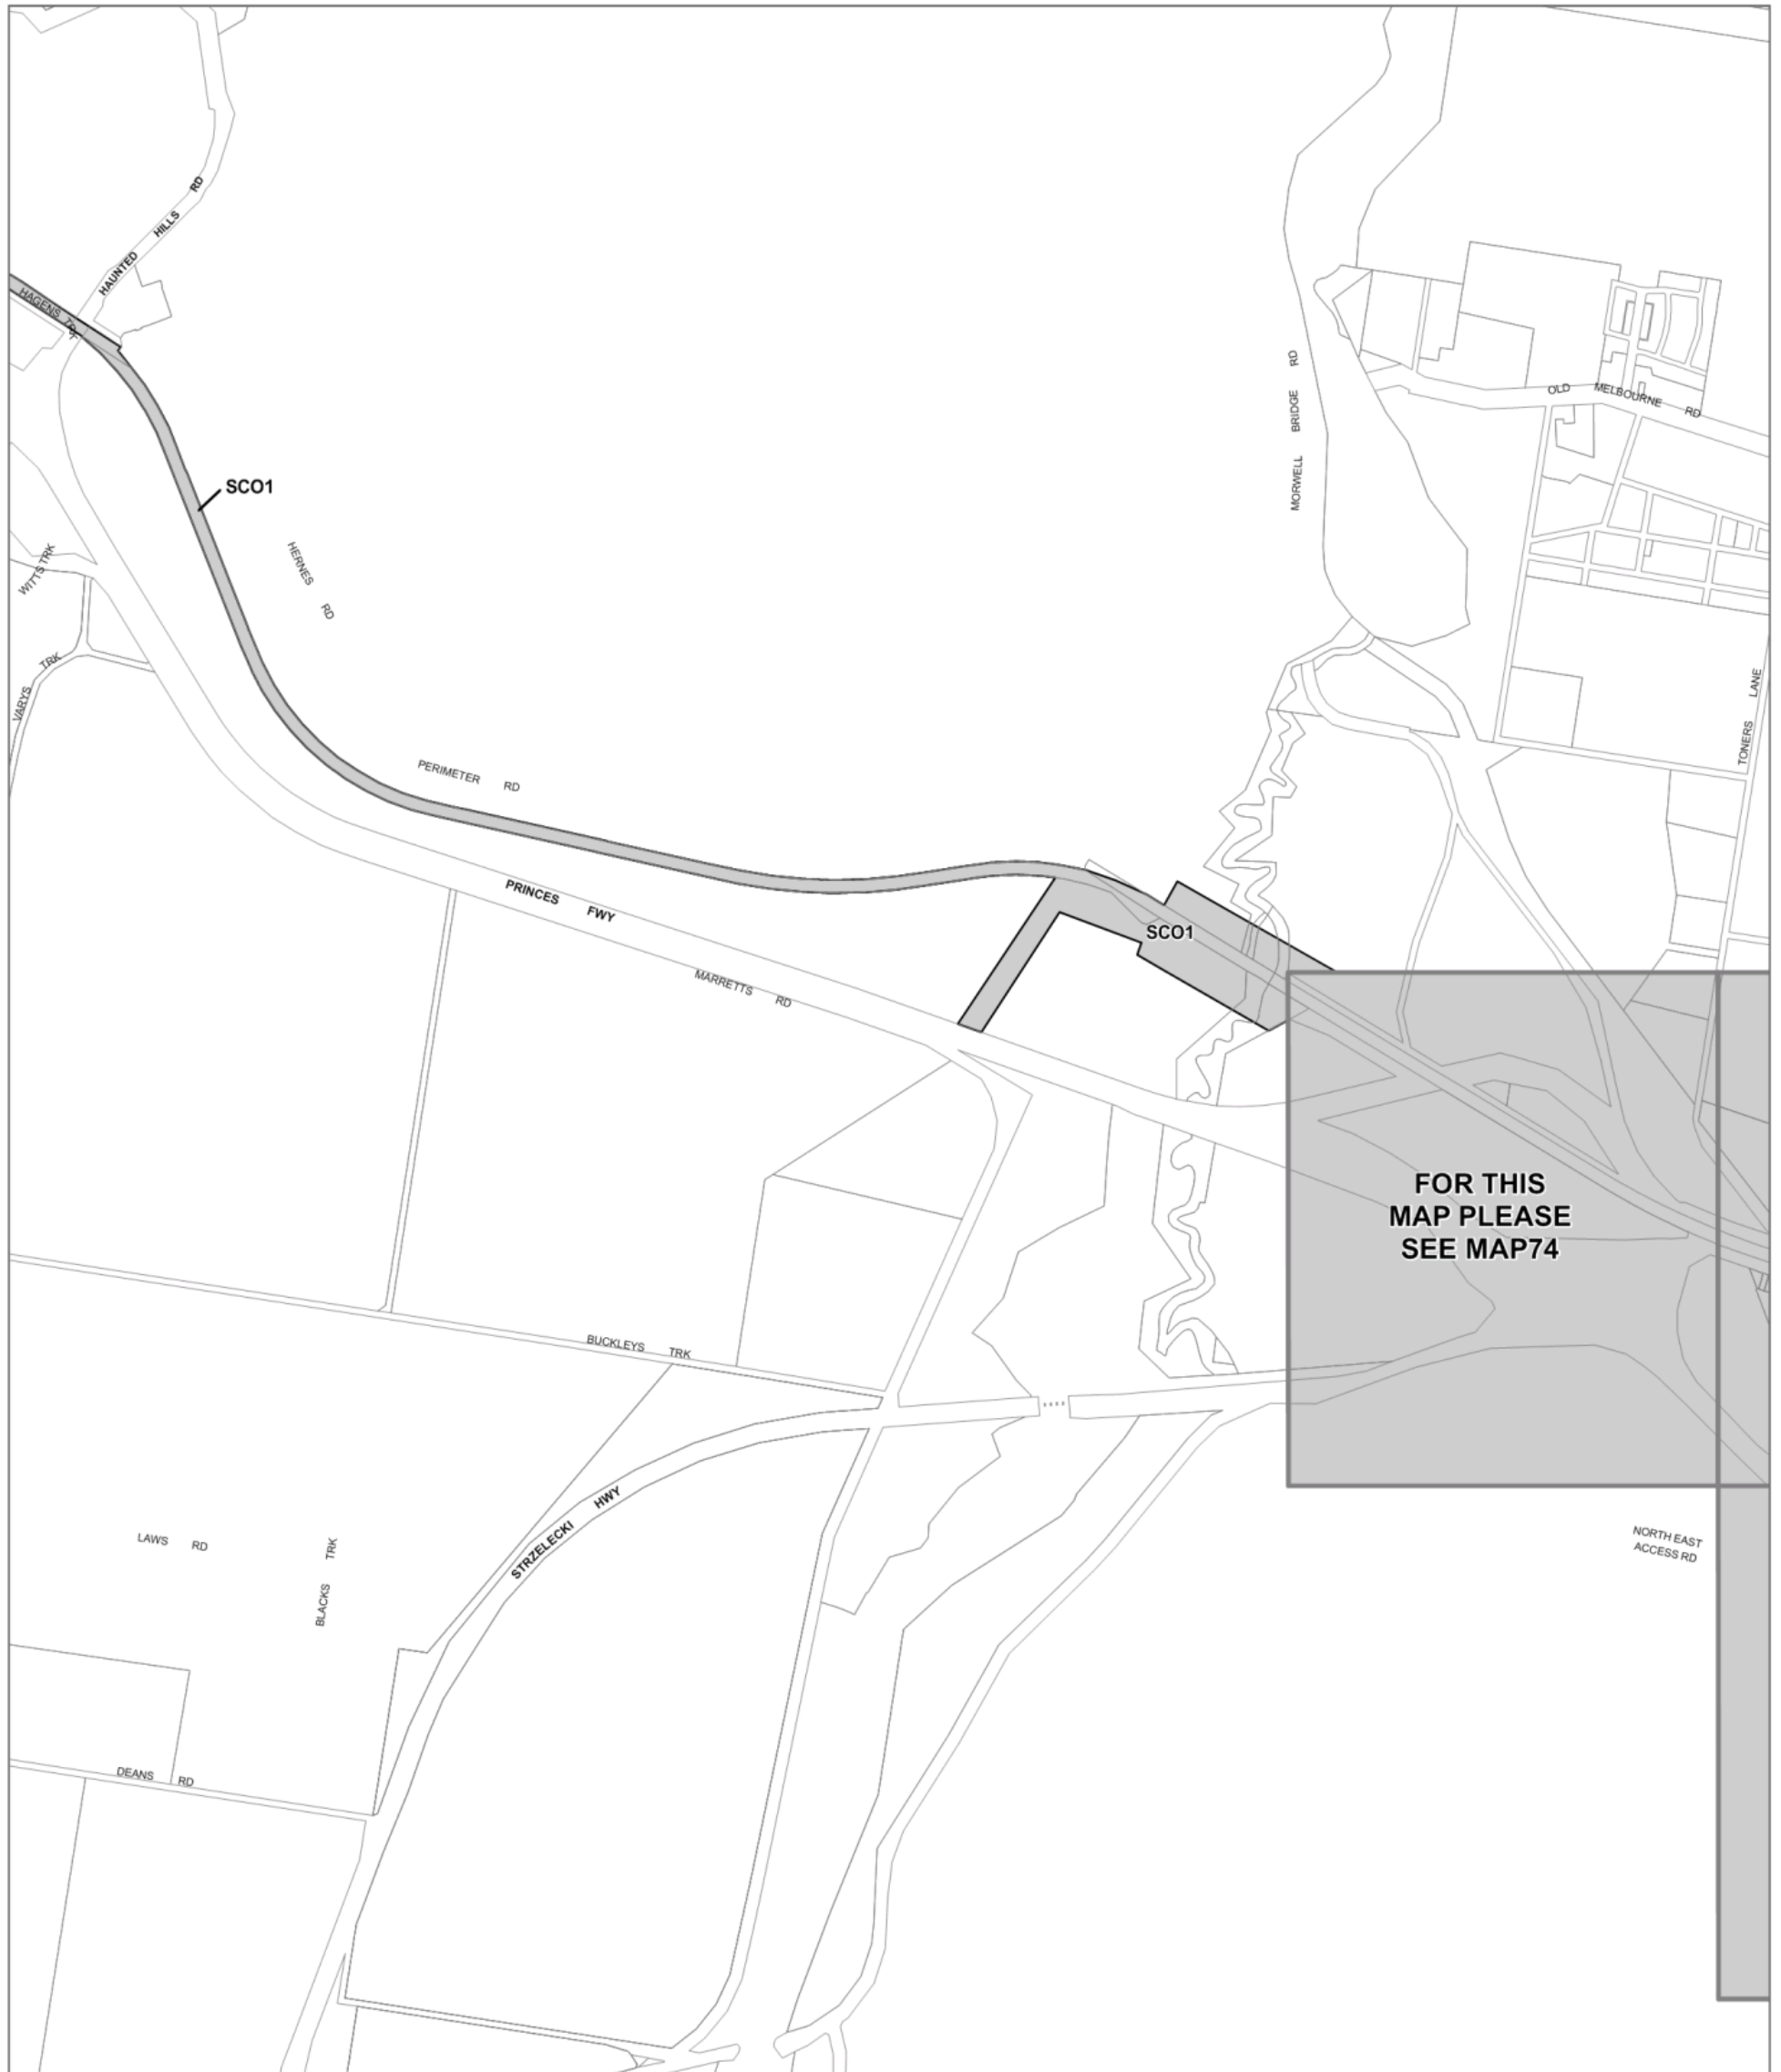 HAUNTED HILLS RD
HAGENS TRK
SCO1
MORWELL BRIDGE RD
OLD MELBOURNE RD
HERNES RD
WITTS TRK
VARYS TRK
TONERS LANE
PERIMETER RD
PRINCES FWY
SCO1
MARRETTS RD
FOR THIS
MAP PLEASE
SEE MAP74
BUCKLEYS TRK
STRZELECKI HWY
LAWS RD
BLACKS TRK
NORTH EAST
ACCESS RD
DEANS RD